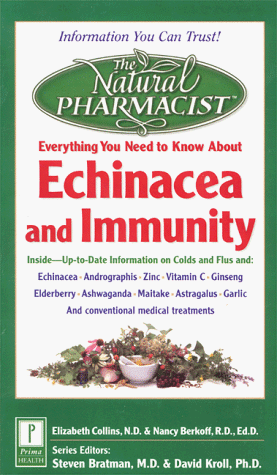 Information You Can Trust!
The
Natural
PHARMACIST™
Everything You Need to Know About
Echinacea
and Immunity
Inside—Up-to-Date Information on Colds and Flus and:
Echinacea • Andrographis • Zinc • Vitamin C • Ginseng
Elderberry • Ashwaganda • Maitake • Astragalus • Garlic
And conventional medical treatments
P
Prima
HEALTH
Elizabeth Collins, N.D. & Nancy Berkoff, R.D., Ed.D.
Series Editors:
Steven Bratman, M.D. & David Kroll, Ph.D.